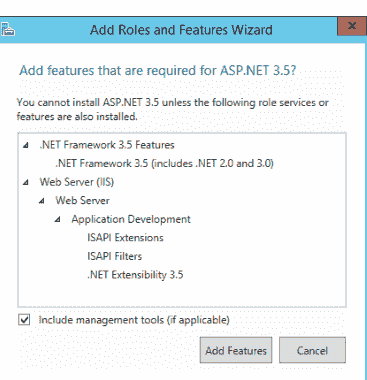 Add Roles and Features Wizard
x
Add features that are required for ASP.NET 3.5?
You cannot install ASP.NET 3.5 unless the following role services or
features are also installed.
.NET Framework 3.5 Features
.NET Framework 3.5 (includes .NET 2.0 and 3.0)
Web Server (IIS)
Web Server
Application Development
ISAPI Extensions
ISAPI Filters
.NET Extensibility 3.5
Include management tools (if applicable)
Add Features Cancel